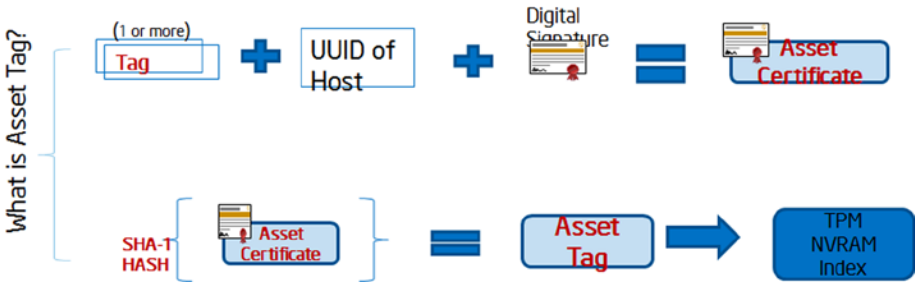 What is Asset Tag?
(1 or more)
Tag
UUID of
Host
Digital
Signature
Asset
Certificate
SHA-1
HASH
Asset
Certificate
Asset
Tag
TPM
NVRAM
Index